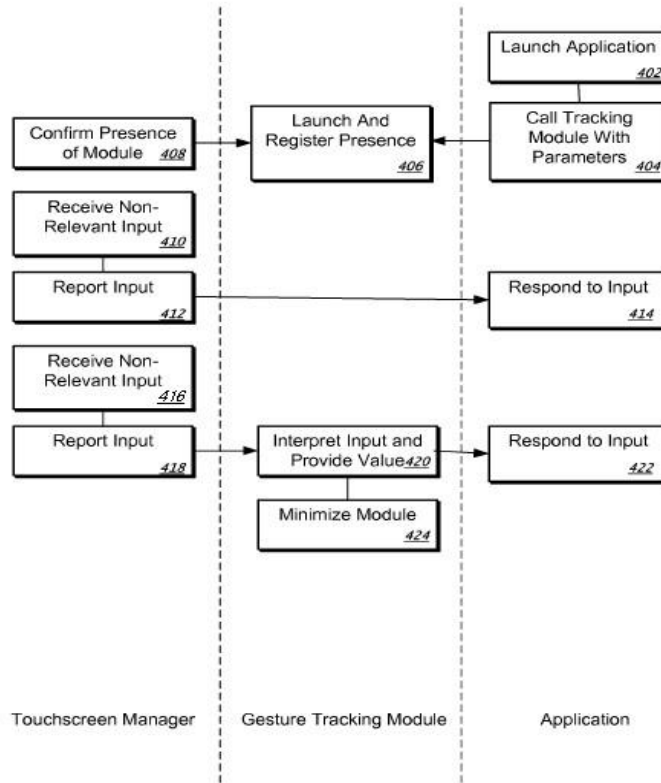 Launch Application
402
Confirm Presence
of Module 408
Launch And
Register Presence
406
Call Tracking
Module With
Parameters 404
Receive Non-
Relevant Input
410
Report Input
412
Respond to Input
414
Receive Non-
Relevant Input
416
Report Input
418
Interpret Input and
Provide Value 420
Respond to Input
422
Minimize Module
424
Touchscreen Manager
Gesture Tracking Module
Application